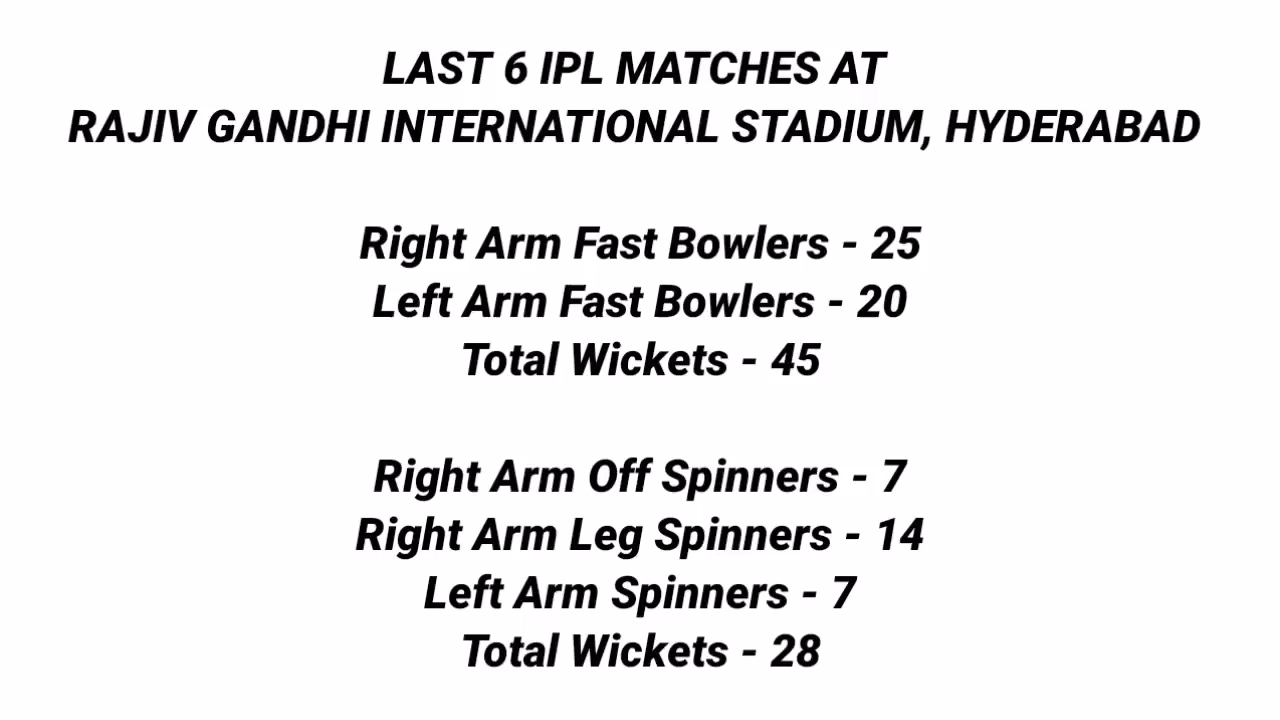 LAST 6 IPL MATCHES AT
RAJIV GANDHI INTERNATIONAL STADIUM, HYDERABAD
Right Arm Fast Bowlers - 25
Left Arm Fast Bowlers - 20
Total Wickets - 45
Right Arm Off Spinners - 7
Right Arm Leg Spinners - 14
Left Arm Spinners - 7
Total Wickets - 28